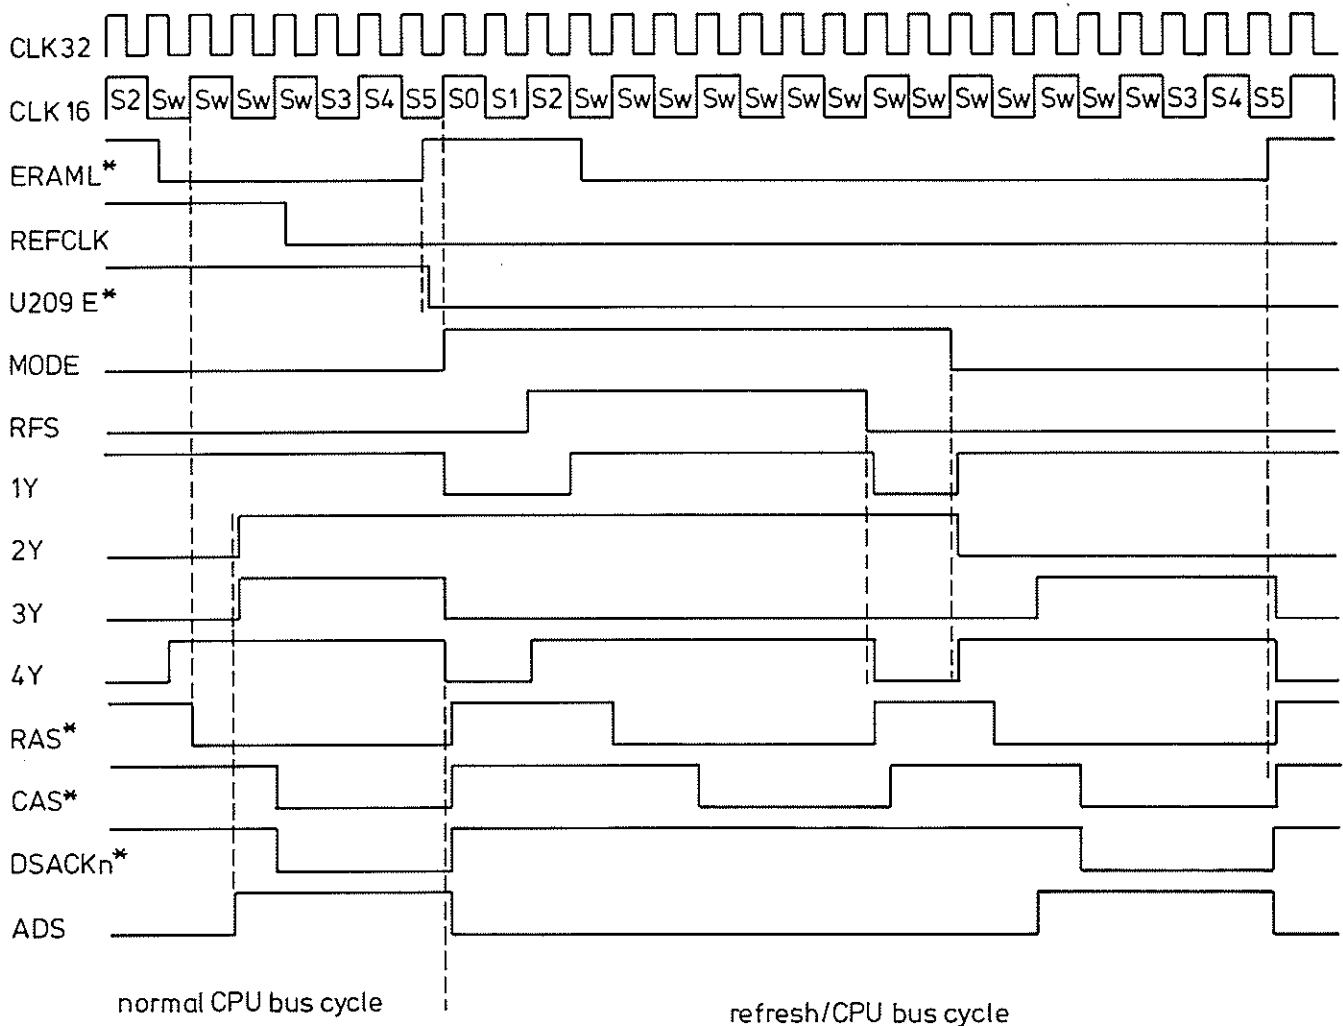 CLK32
CLK16 S2 Sw Sw Sw Sw S3 S4 S5 S0 S1 S2 Sw Sw Sw Sw Sw Sw Sw Sw Sw Sw Sw Sw Sw Sw S3 S4 S5
ERAML*
REFCLK
U209 E*
MODE
RFS
1Y
2Y
3Y
4Y
RAS*
CAS*
DSACKn*
ADS
normal CPU bus cycle
refresh/CPU bus cycle